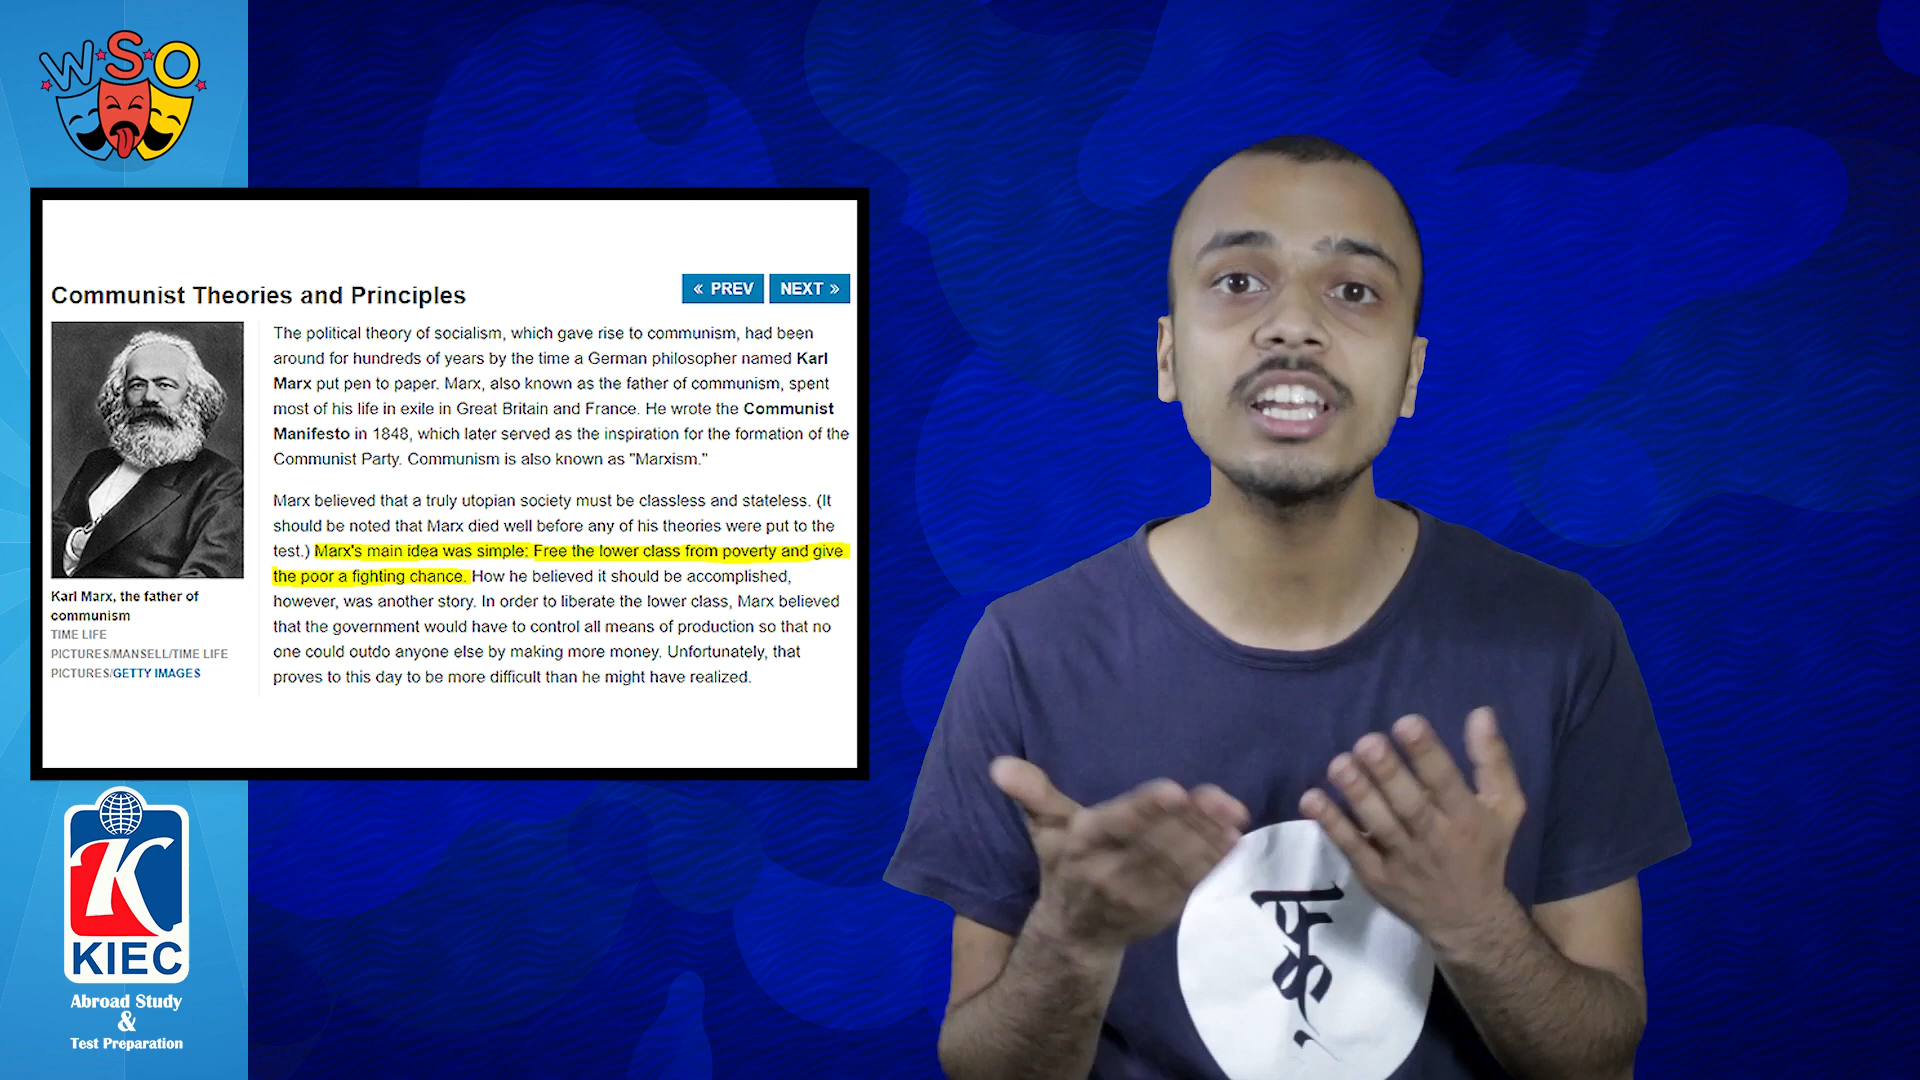 WSO
Communist Theories and Principles
« PREV
NEXT »
The political theory of socialism, which gave rise to communism, had been
around for hundreds of years by the time a German philosopher named Karl
Marx put pen to paper. Marx, also known as the father of communism, spent
most of his life in exile in Great Britain and France. He wrote the Communist
Manifesto in 1848, which later served as the inspiration for the formation of the
Communist Party. Communism is also known as "Marxism."
Marx believed that a truly utopian society must be classless and stateless. (It
should be noted that Marx died well before any of his theories were put to the
test.) Marx's main idea was simple: Free the lower class from poverty and give
the poor a fighting chance. How he believed it should be accomplished,
however, was another story. In order to liberate the lower class, Marx believed
that the government would have to control all means of production so that no
one could outdo anyone else by making more money. Unfortunately, that
proves to this day to be more difficult than he might have realized.
Karl Marx, the father of
communism
TIME LIFE
PICTURES/MANSELL/TIME LIFE
PICTURES/GETTY IMAGES
K
KIEC
Abroad Study
&
Test Preparation